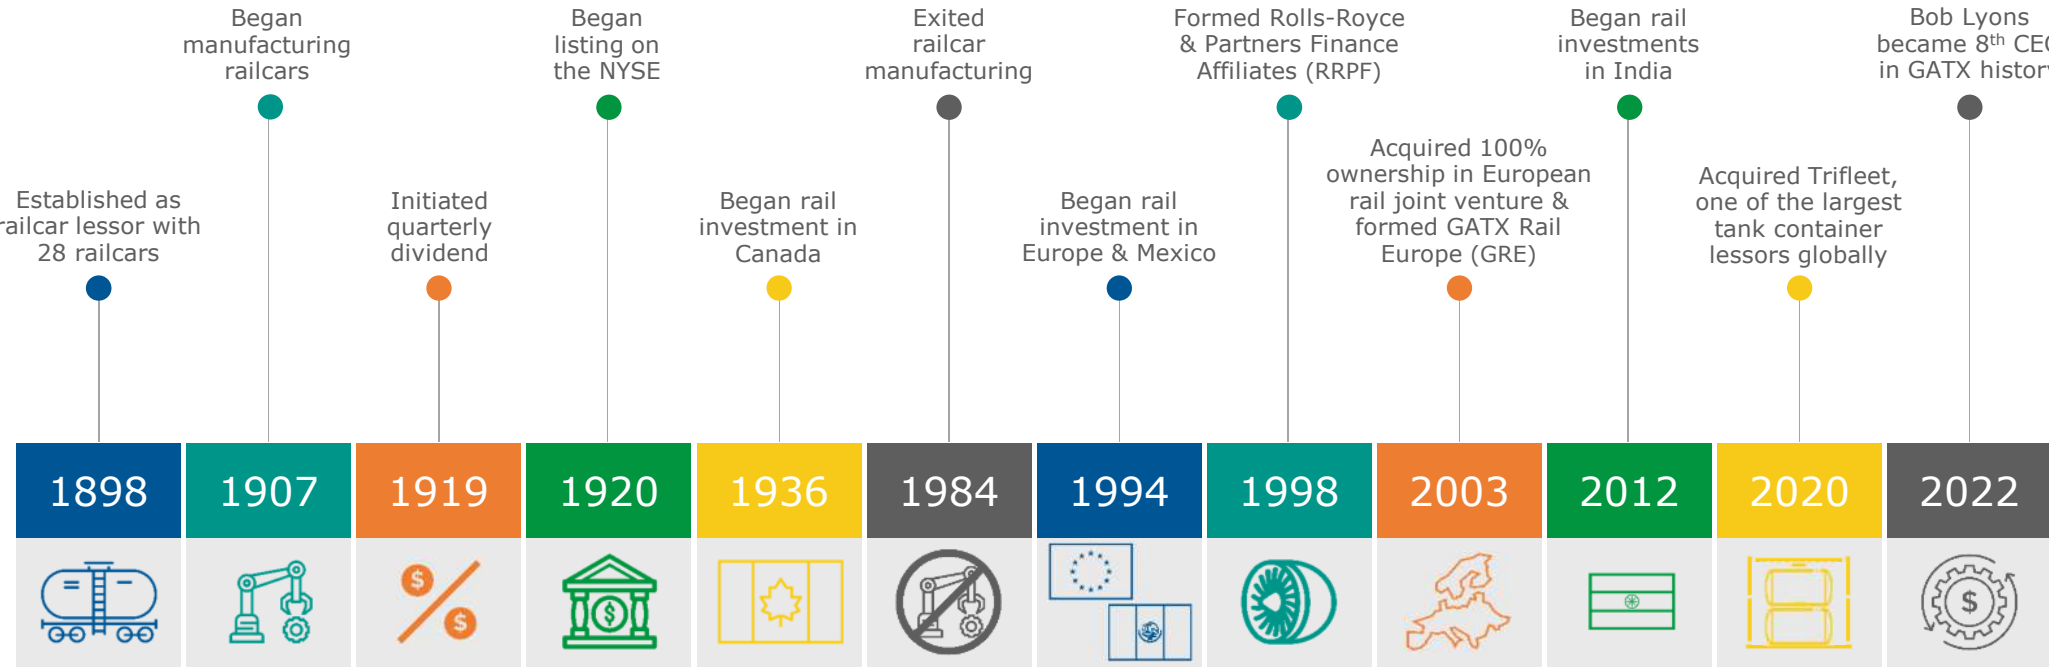 Began
manufacturing
railcars
Began
listing on
the NYSE
Exited
railcar
manufacturing
Formed Rolls-Royce
& Partners Finance
Affiliates (RRPF)
Began rail
investments
in India
Bob Lyons
became 8th CEO
in GATX history
Established as
railcar lessor with
28 railcars
Initiated
quarterly
dividend
Began rail
investment in
Canada
Began rail
investment in
Europe & Mexico
Acquired 100%
ownership in European
rail joint venture &
formed GATX Rail
Europe (GRE)
Acquired Trifleet,
one of the largest
tank container
lessors globally
1898 1907 1919 1920 1936 1984 1994 1998 2003 2012 2020 2022
$ $ $ $